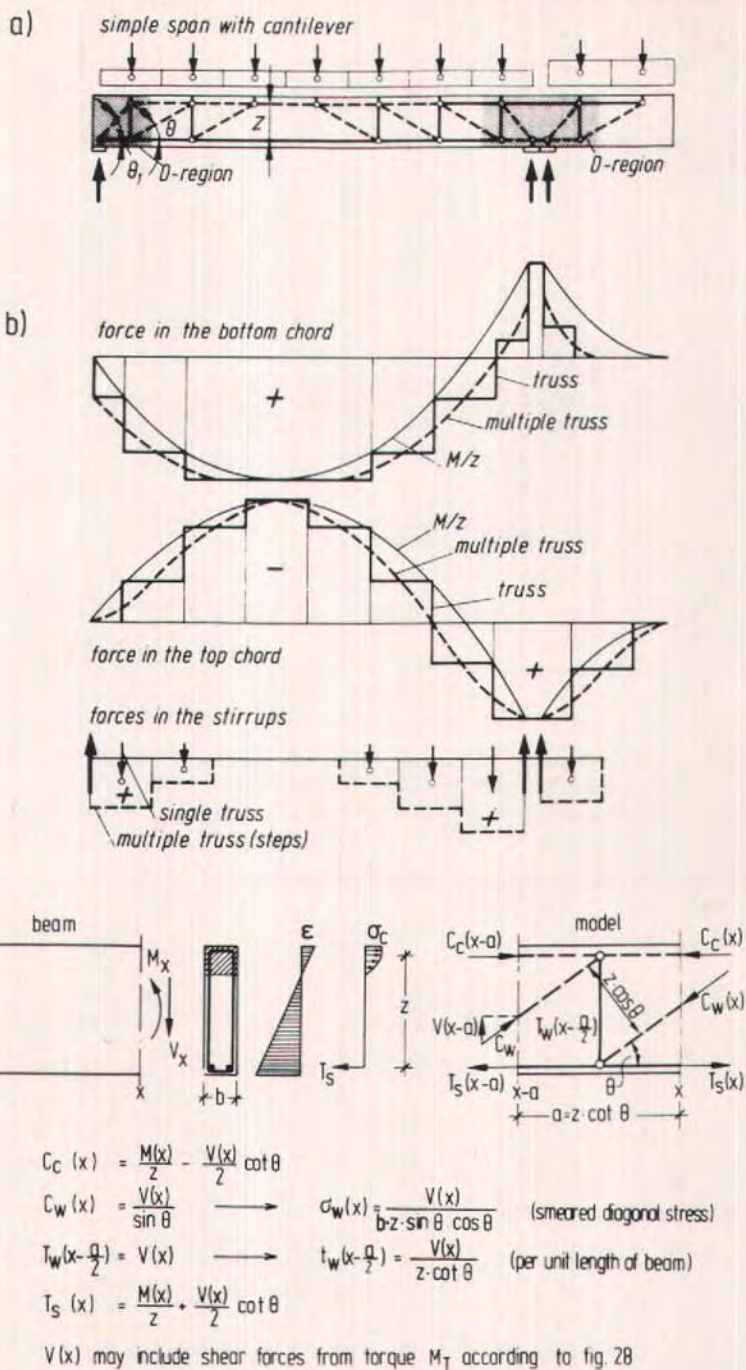 a)
simple span with cantilever
θ
z
θ₁
D-region
D-region
b)
force in the bottom chord
+
truss
multiple truss
M/z
M/z
multiple truss
−
truss
force in the top chord
+
forces in the stirrups
+
single truss
+
multiple truss (steps)
beam
ε
σc
model
Mx
Vx
x
b
Ts
z
Cc(x-a)
Cc(x)
z cosθ
Cw(x)
V(x-a)
Cw
Tw(x-a/2)
θ
Ts(x-a)
Ts(x)
x-a
x
a=z·cot θ
Cc (x) = M(x)/z - V(x)/2 cotθ
Cw(x) = V(x)/sin θ → σw(x) = V(x)/b·z·sin θ cosθ (smeared diagonal stress)
Tw(x-a/2) = V(x) → tw(x-a/2) = V(x)/z·cot θ (per unit length of beam)
Ts (x) = M(x)/z + V(x)/2 cot θ
V(x) may include shear forces from torque MT according to fig. 28